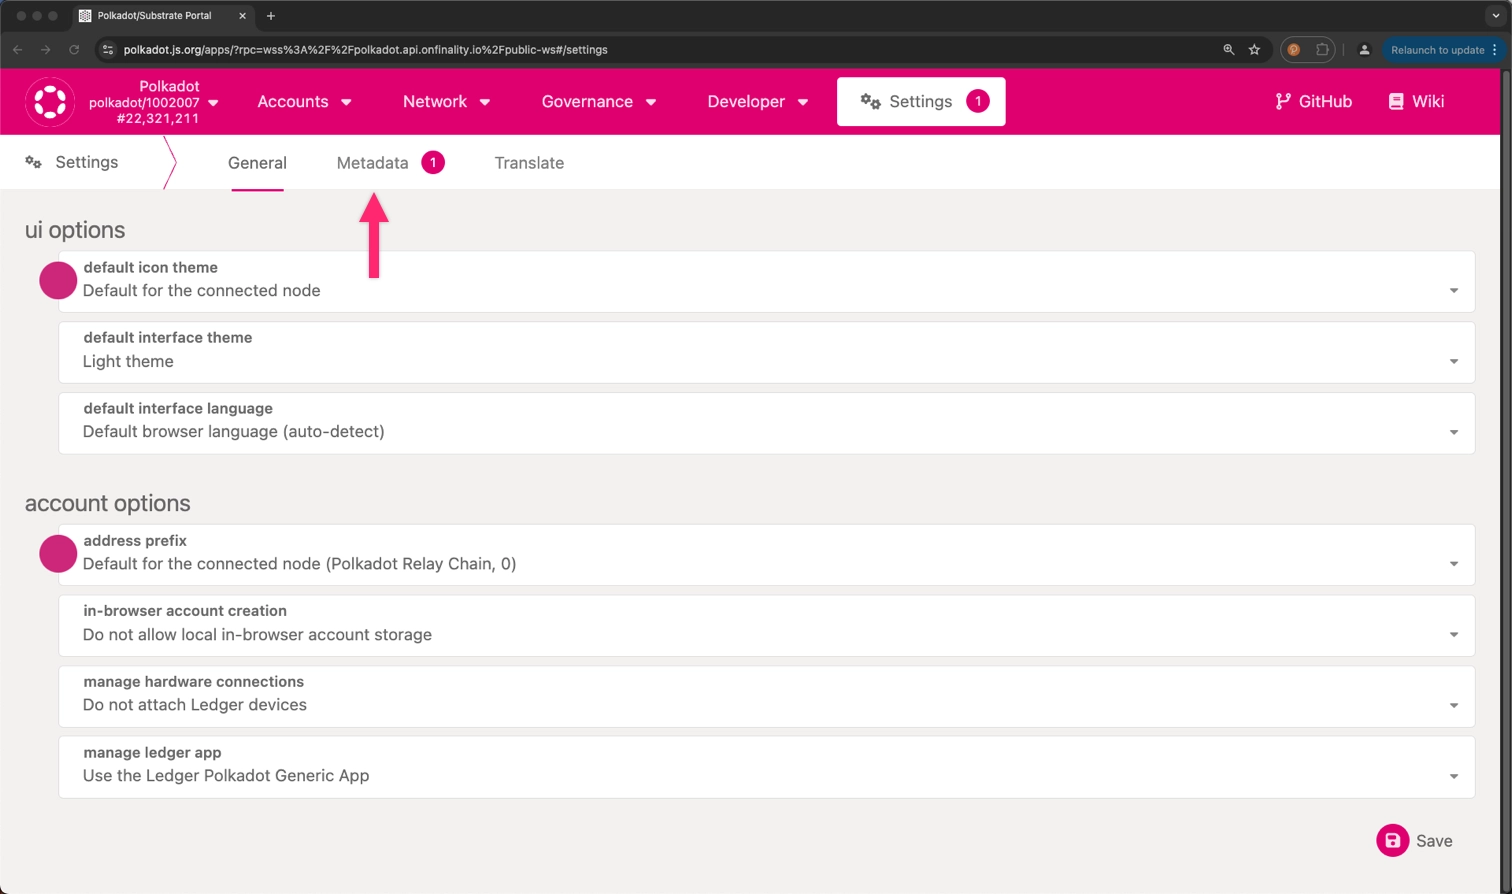 Polkadot/Substrate Portal
polkadot.js.org/apps/?rpc=wss%3A%2F%2Fpolkadot.api.onfinality.io%2Fpublic-ws#/settings
Relaunch to update
Polkadot
polkadot/1002007
#22,321,211
Accounts
Network
Governance
Developer
Settings 1
GitHub
Wiki
Settings
General
Metadata 1
Translate
ui options
default icon theme
Default for the connected node
default interface theme
Light theme
default interface language
Default browser language (auto-detect)
account options
address prefix
Default for the connected node (Polkadot Relay Chain, 0)
in-browser account creation
Do not allow local in-browser account storage
manage hardware connections
Do not attach Ledger devices
manage ledger app
Use the Ledger Polkadot Generic App
Save